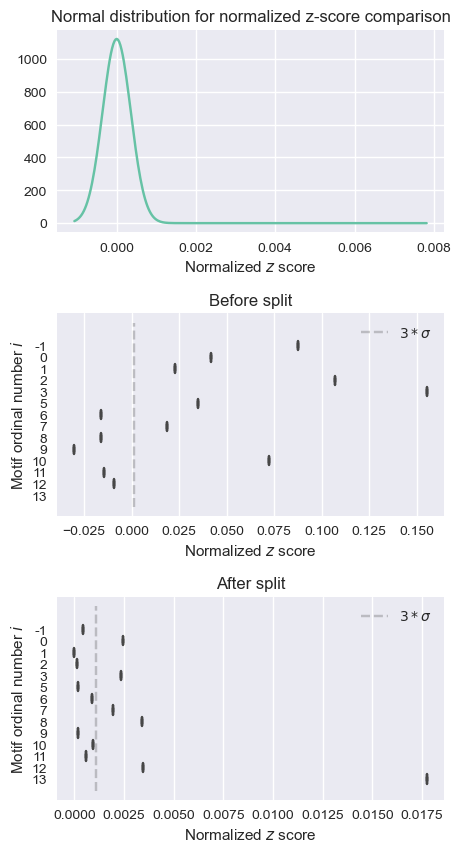 Normal distribution for normalized z-score comparison
1000
800
600
400
200
0
0.000 0.002 0.004 0.006 0.008
Normalized z score
Before split
Motif ordinal number i
-1
0
1
2
3
5
6
7
8
9
10
11
12
13
3 * σ
−0.025 0.000 0.025 0.050 0.075 0.100 0.125 0.150
Normalized z score
After split
Motif ordinal number i
-1
0
1
2
3
5
6
7
8
9
10
11
12
13
3 * σ
0.0000 0.0025 0.0050 0.0075 0.0100 0.0125 0.0150 0.0175
Normalized z score